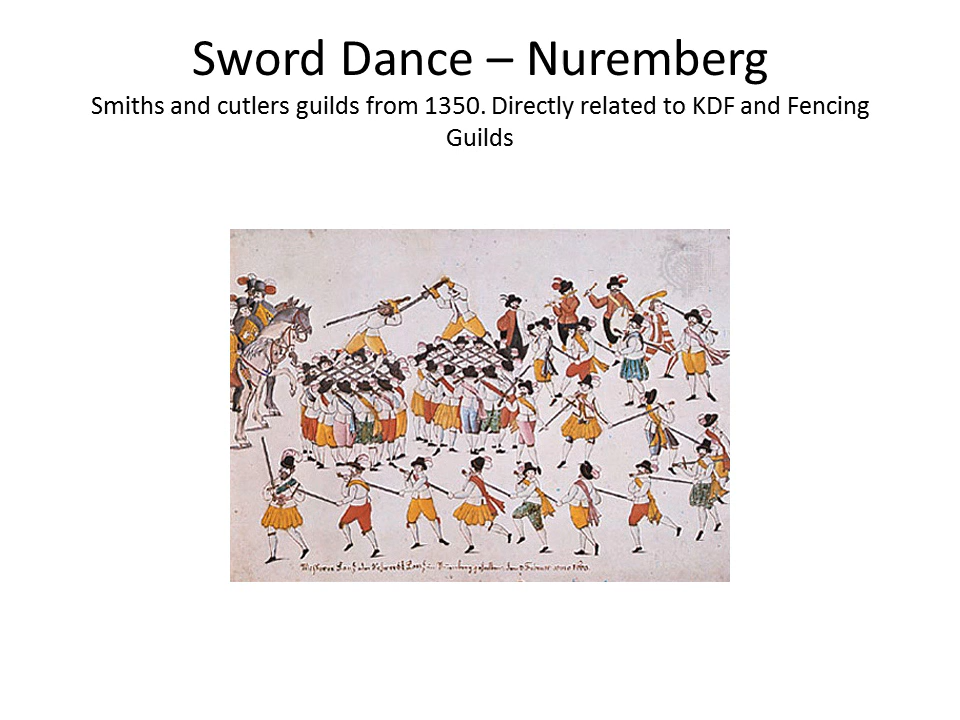 Sword Dance – Nuremberg
Smiths and cutlers guilds from 1350. Directly related to KDF and Fencing
Guilds